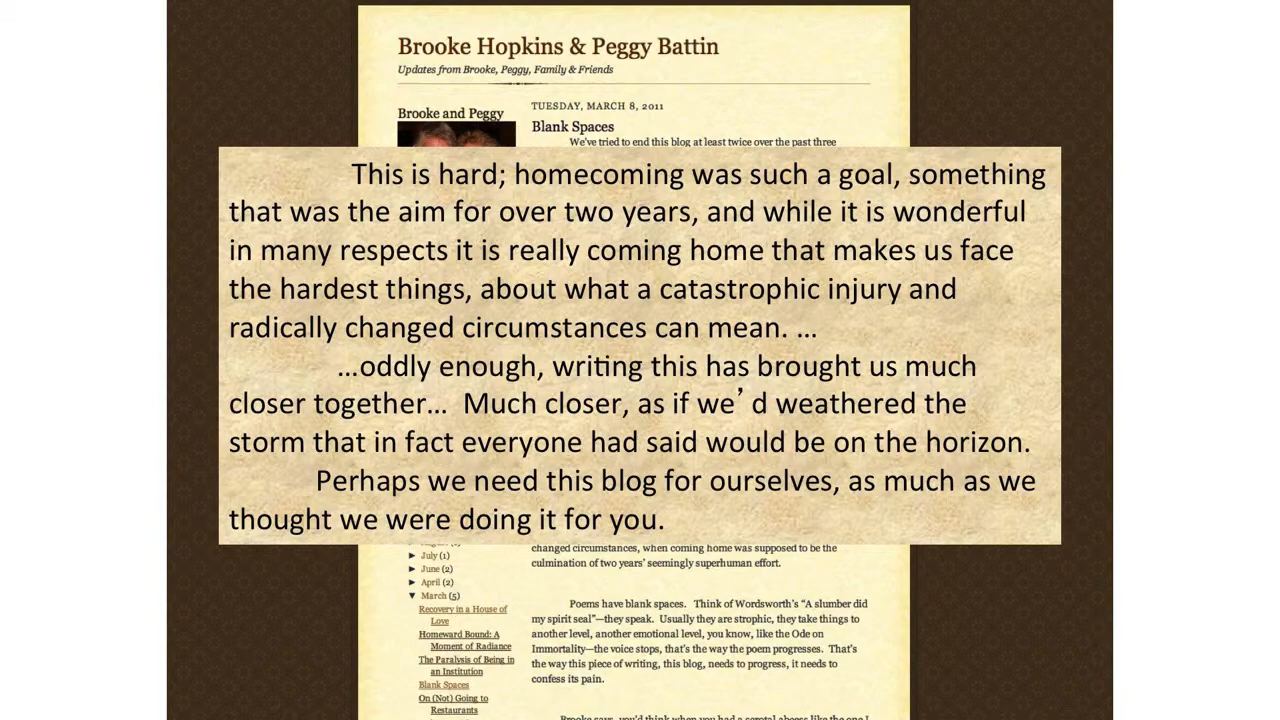 Brooke Hopkins & Peggy Battin
Updates from Brooke, Peggy, Family & Friends
Brooke and Peggy
TUESDAY, MARCH 8, 2011
Blank Spaces
We've tried to end this blog at least twice over the past three
This is hard; homecoming was such a goal, something
that was the aim for over two years, and while it is wonderful
in many respects it is really coming home that makes us face
the hardest things, about what a catastrophic injury and
radically changed circumstances can mean. …
…oddly enough, writing this has brought us much
closer together… Much closer, as if we’d weathered the
storm that in fact everyone had said would be on the horizon.
Perhaps we need this blog for ourselves, as much as we
thought we were doing it for you.
► July (1)
► June (2)
► April (2)
▼ March (5)
Recovery in a House of
Love
Homeward Bound: A
Moment of Radiance
The Paralysis of Being in
an Institution
Blank Spaces
On (Not) Going to
Restaurants
changed circumstances, when coming home was supposed to be the
culmination of two years' seemingly superhuman effort.
Poems have blank spaces. Think of Wordsworth's “A slumber did
my spirit seal”—they speak. Usually they are strophic, they take things to
another level, another emotional level, you know, like the Ode on
Immortality—the voice stops, that's the way the poem progresses. That's
the way this piece of writing, this blog, needs to progress, it needs to
confess its pain.
Brooke says, you'd think when you had a scrotal abscess like the one I